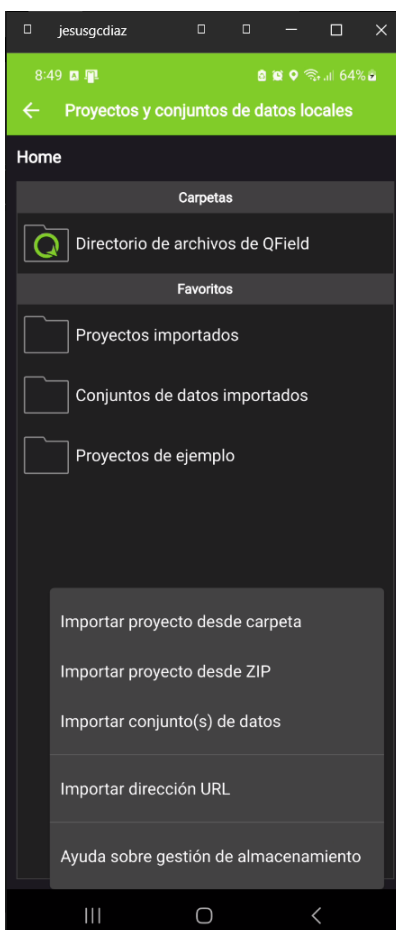 jesusgcdiaz
8:49 64%
Proyectos y conjuntos de datos locales
Home
Carpetas
Directorio de archivos de QField
Favoritos
Proyectos importados
Conjuntos de datos importados
Proyectos de ejemplo
Importar proyecto desde carpeta
Importar proyecto desde ZIP
Importar conjunto(s) de datos
Importar dirección URL
Ayuda sobre gestión de almacenamiento